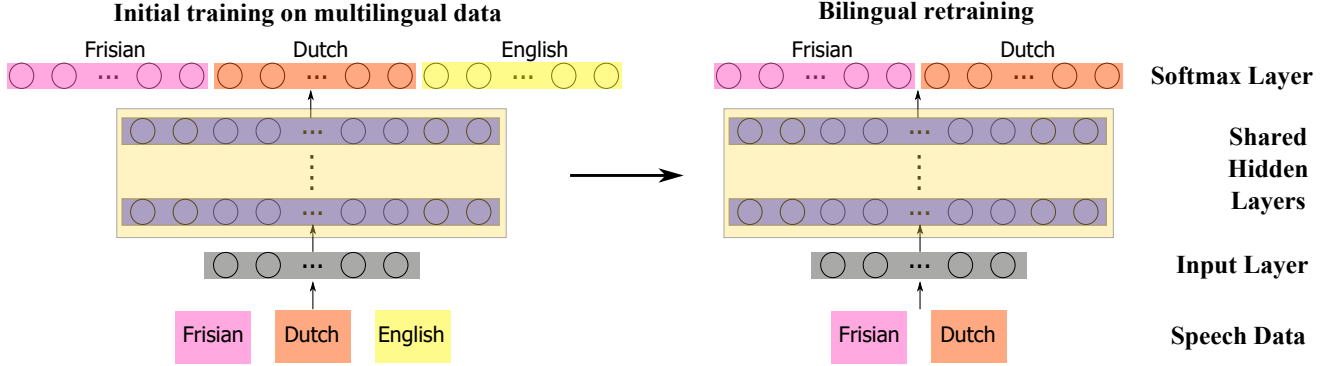 Initial training on multilingual data
Bilingual retraining
Frisian Dutch English
Frisian Dutch
Softmax Layer
...
...
...
...
...
...
...
Shared
Hidden
Layers
...
...
...
...
Input Layer
Frisian Dutch English
Frisian Dutch
Speech Data